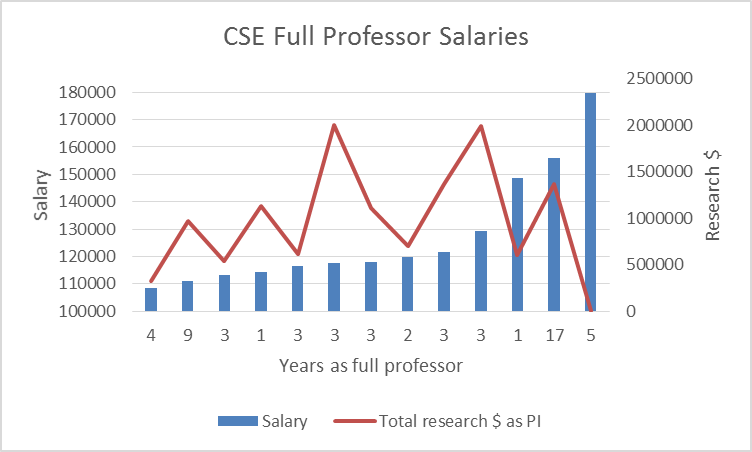 CSE Full Professor Salaries
Salary
180000
170000
160000
150000
140000
130000
120000
110000
100000
2500000
2000000
1500000
1000000
500000
0
Research $
4 9 3 1 3 3 3 2 3 3 1 17 5
Years as full professor
Salary Total research $ as PI